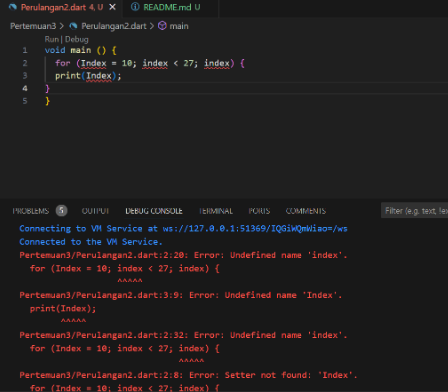 Perulangan2.dart 4, U
README.md U
Pertemuan3 > Perulangan2.dart > main
Run | Debug
1 void main () {
2 for (Index = 10; index < 27; index) {
3 print(Index);
4 }
5 }
PROBLEMS 5 OUTPUT DEBUG CONSOLE TERMINAL PORTS COMMENTS Filter (e.g. text, !ex
Connecting to VM Service at ws://127.0.0.1:51369/IQGiWQmWiao=/ws
Connected to the VM Service.
Pertemuan3/Perulangan2.dart:2:20: Error: Undefined name 'index'.
for (Index = 10; index < 27; index) {
^^^^^
Pertemuan3/Perulangan2.dart:3:9: Error: Undefined name 'Index'.
print(Index);
^^^^^
Pertemuan3/Perulangan2.dart:2:32: Error: Undefined name 'index'.
for (Index = 10; index < 27; index) {
^^^^^
Pertemuan3/Perulangan2.dart:2:8: Error: Setter not found: 'Index'.
for (Index = 10; index < 27; index) {